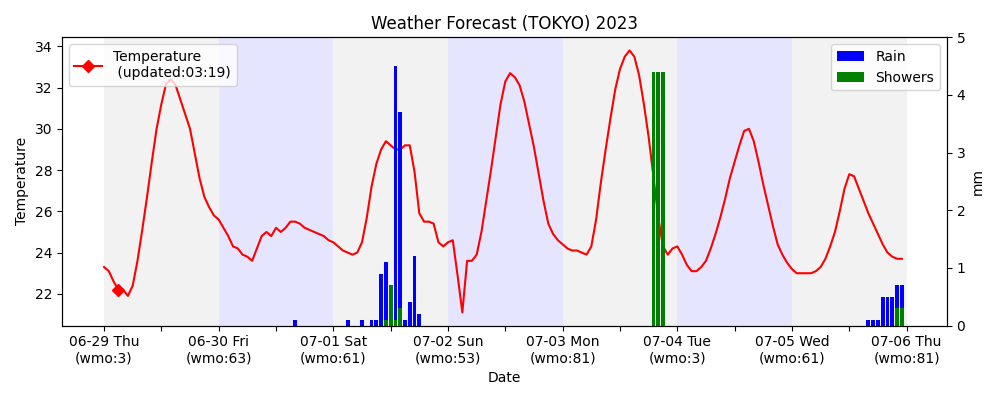 Weather Forecast (TOKYO) 2023
Temperature
(updated:03:19)
Rain
Showers
Temperature
34
32
30
28
26
24
22
5
4
3
2
1
0
mm
06-29 Thu
(wmo:3)
06-30 Fri
(wmo:63)
07-01 Sat
(wmo:61)
07-02 Sun
(wmo:53)
07-03 Mon
(wmo:81)
07-04 Tue
(wmo:3)
07-05 Wed
(wmo:61)
07-06 Thu
(wmo:81)
Date